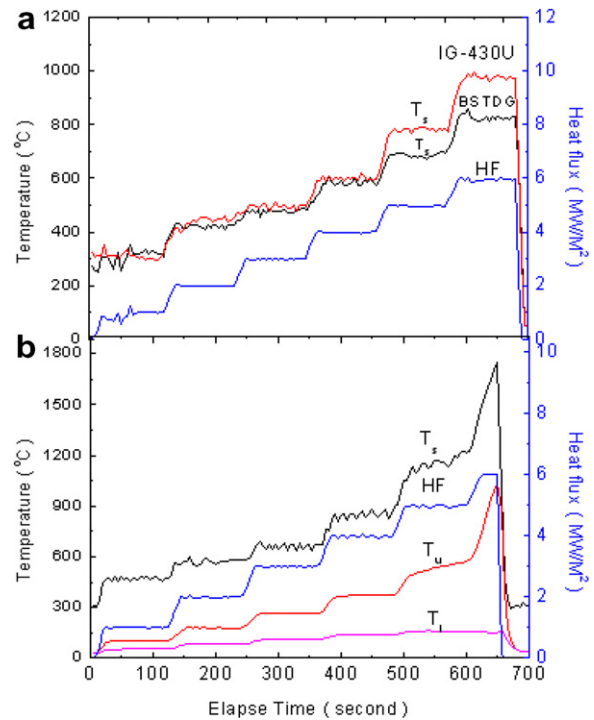 a
1200
12
IG-430U
1000
10
BSTDG
Ts
800
8
Ts
HF
600
6
400
4
200
2
0
0
Temperature ( °C )
Heat flux ( MW/M² )
b
1800
10
1500
Ts
8
1200
HF
6
900
Tu
4
600
2
300
Tl
0
0
Temperature ( °C )
Heat flux ( MW/M² )
0 100 200 300 400 500 600 700
Elapse Time ( second )